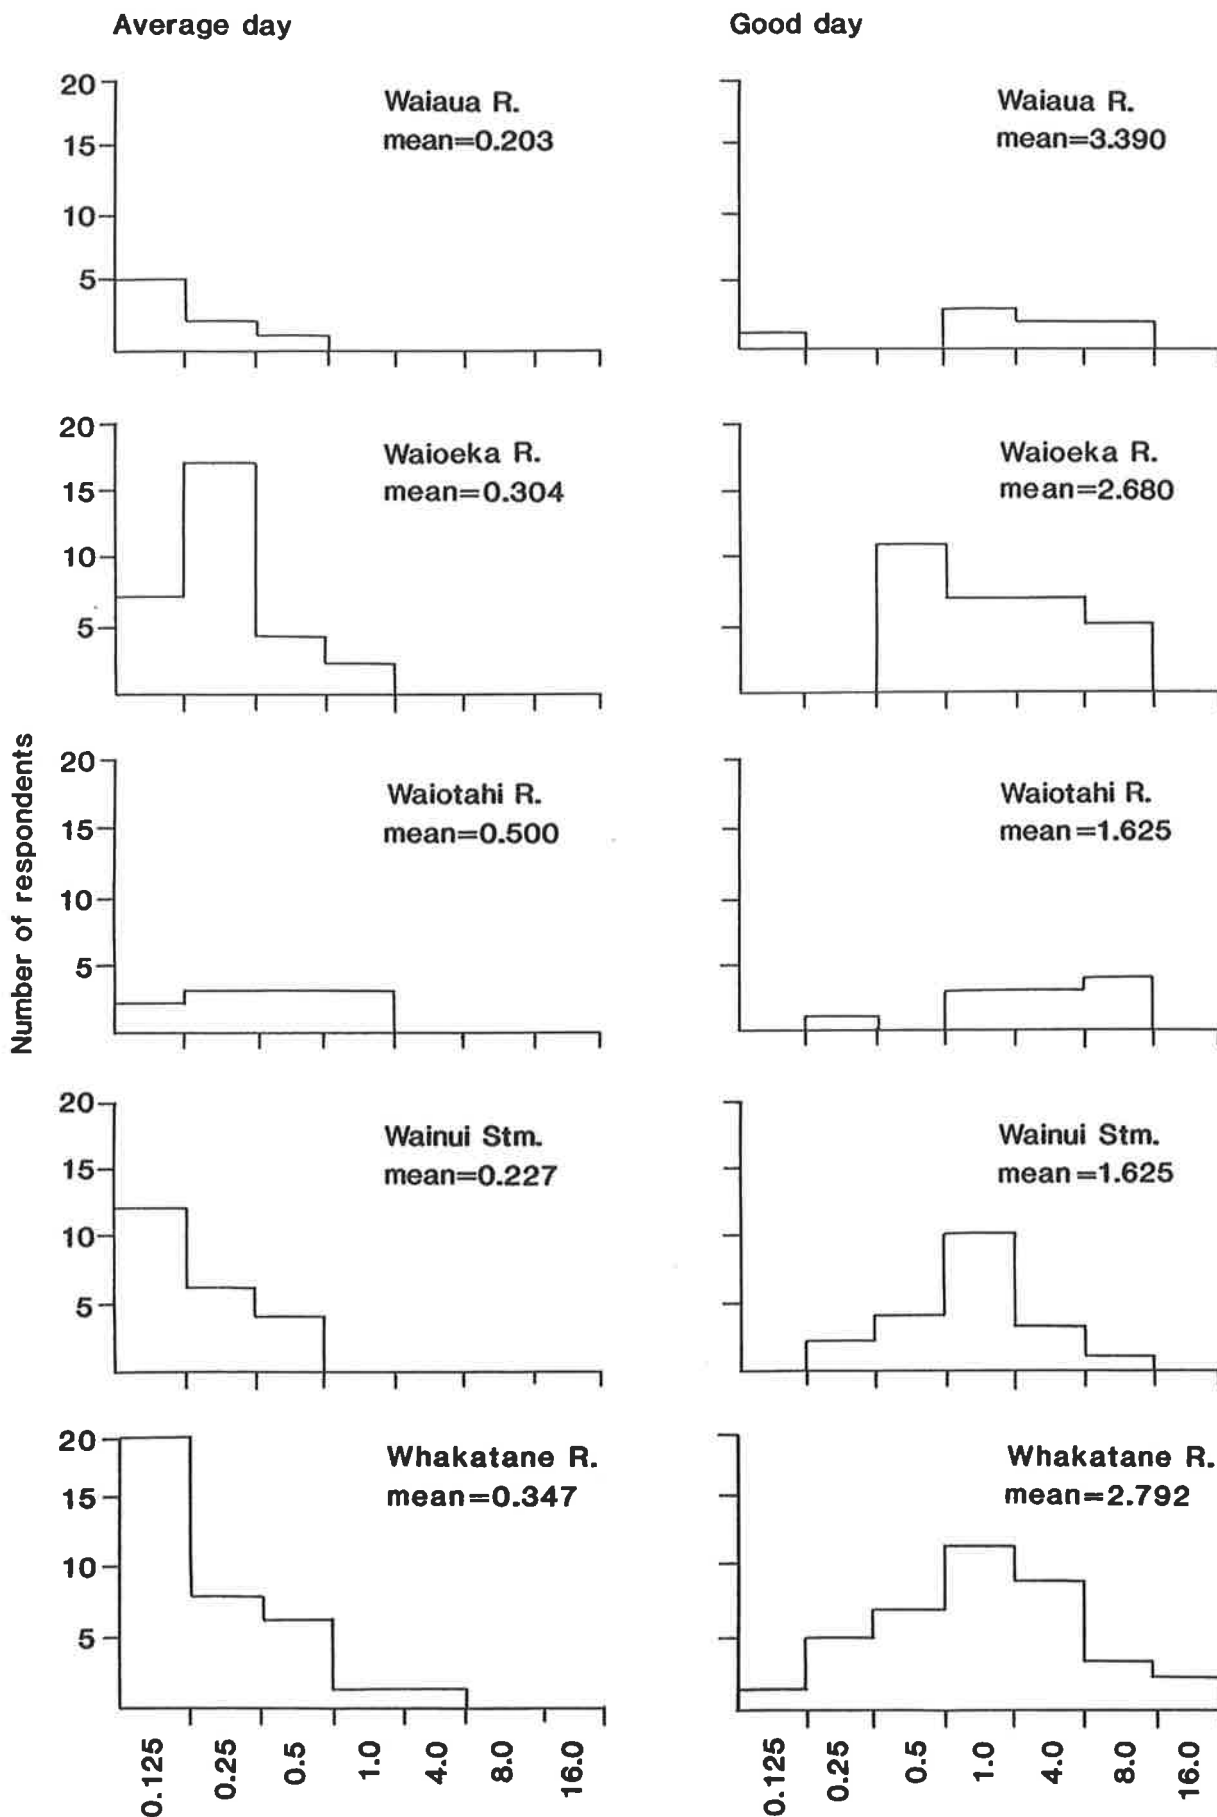 Average day
Good day
20
15
10
5
Waiaua R.
mean=0.203
Waiaua R.
mean=3.390
20
15
10
5
Waioeka R.
mean=0.304
Waioeka R.
mean=2.680
Number of respondents
20
15
10
5
Waiotahi R.
mean=0.500
Waiotahi R.
mean=1.625
20
15
10
5
Wainui Stm.
mean=0.227
Wainui Stm.
mean=1.625
20
15
10
5
Whakatane R.
mean=0.347
Whakatane R.
mean=2.792
0.125
0.25
0.5
1.0
4.0
8.0
16.0
0.125
0.25
0.5
1.0
4.0
8.0
16.0